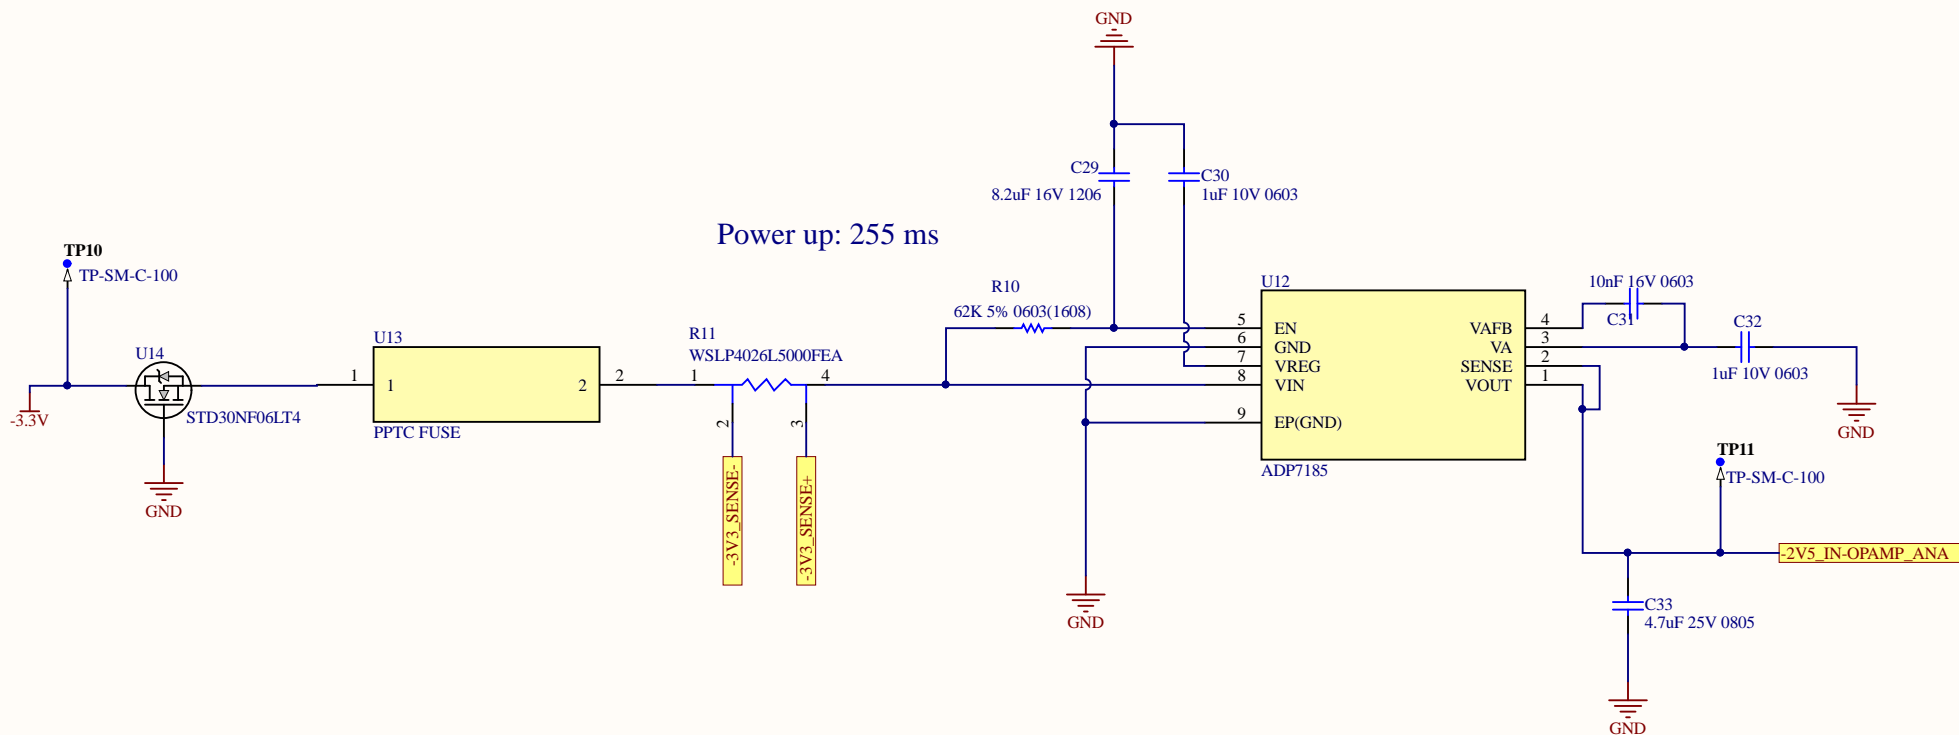 GND
C29
8.2uF 16V 1206
C30
1uF 10V 0603
Power up: 255 ms
TP10
TP-SM-C-100
U14
STD30NF06LT4
-3.3V
GND
U13
1
1
2
2
PPTC FUSE
R11
WSLP4026L5000FEA
1
4
2
3
-3V3_SENSE-
-3V3_SENSE+
R10
62K 5% 0603(1608)
U12
5
EN
6
GND
7
VREG
8
VIN
9
EP(GND)
VAFB
4
VA
3
SENSE
2
VOUT
1
ADP7185
10nF 16V 0603
C31
C32
1uF 10V 0603
GND
TP11
TP-SM-C-100
-2V5_IN-OPAMP_ANA
C33
4.7uF 25V 0805
GND
GND